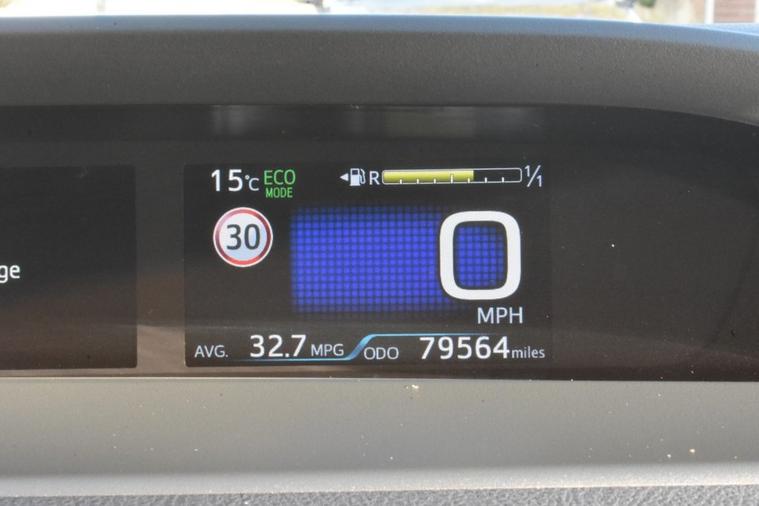 15°C ECO
MODE
R 1/1
30
0
ge
MPH
AVG. 32.7 MPG ODO 79564 miles